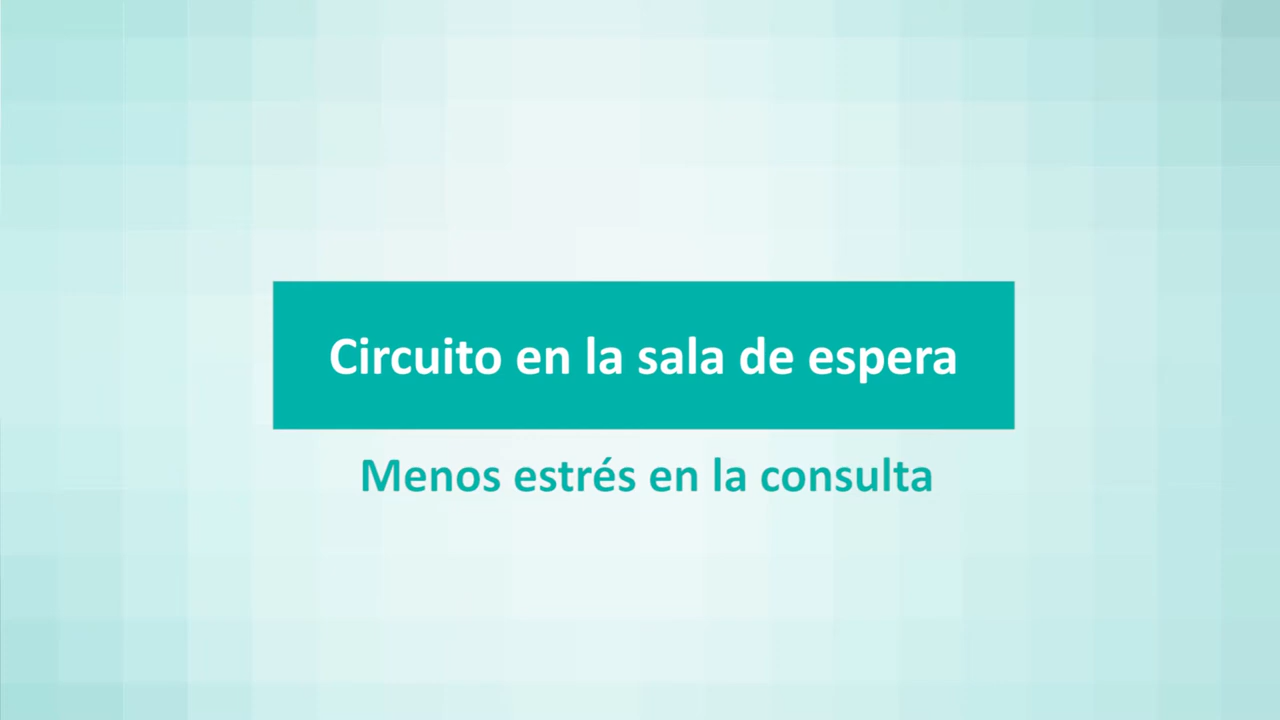 Circuito en la sala de espera
Menos estrés en la consulta